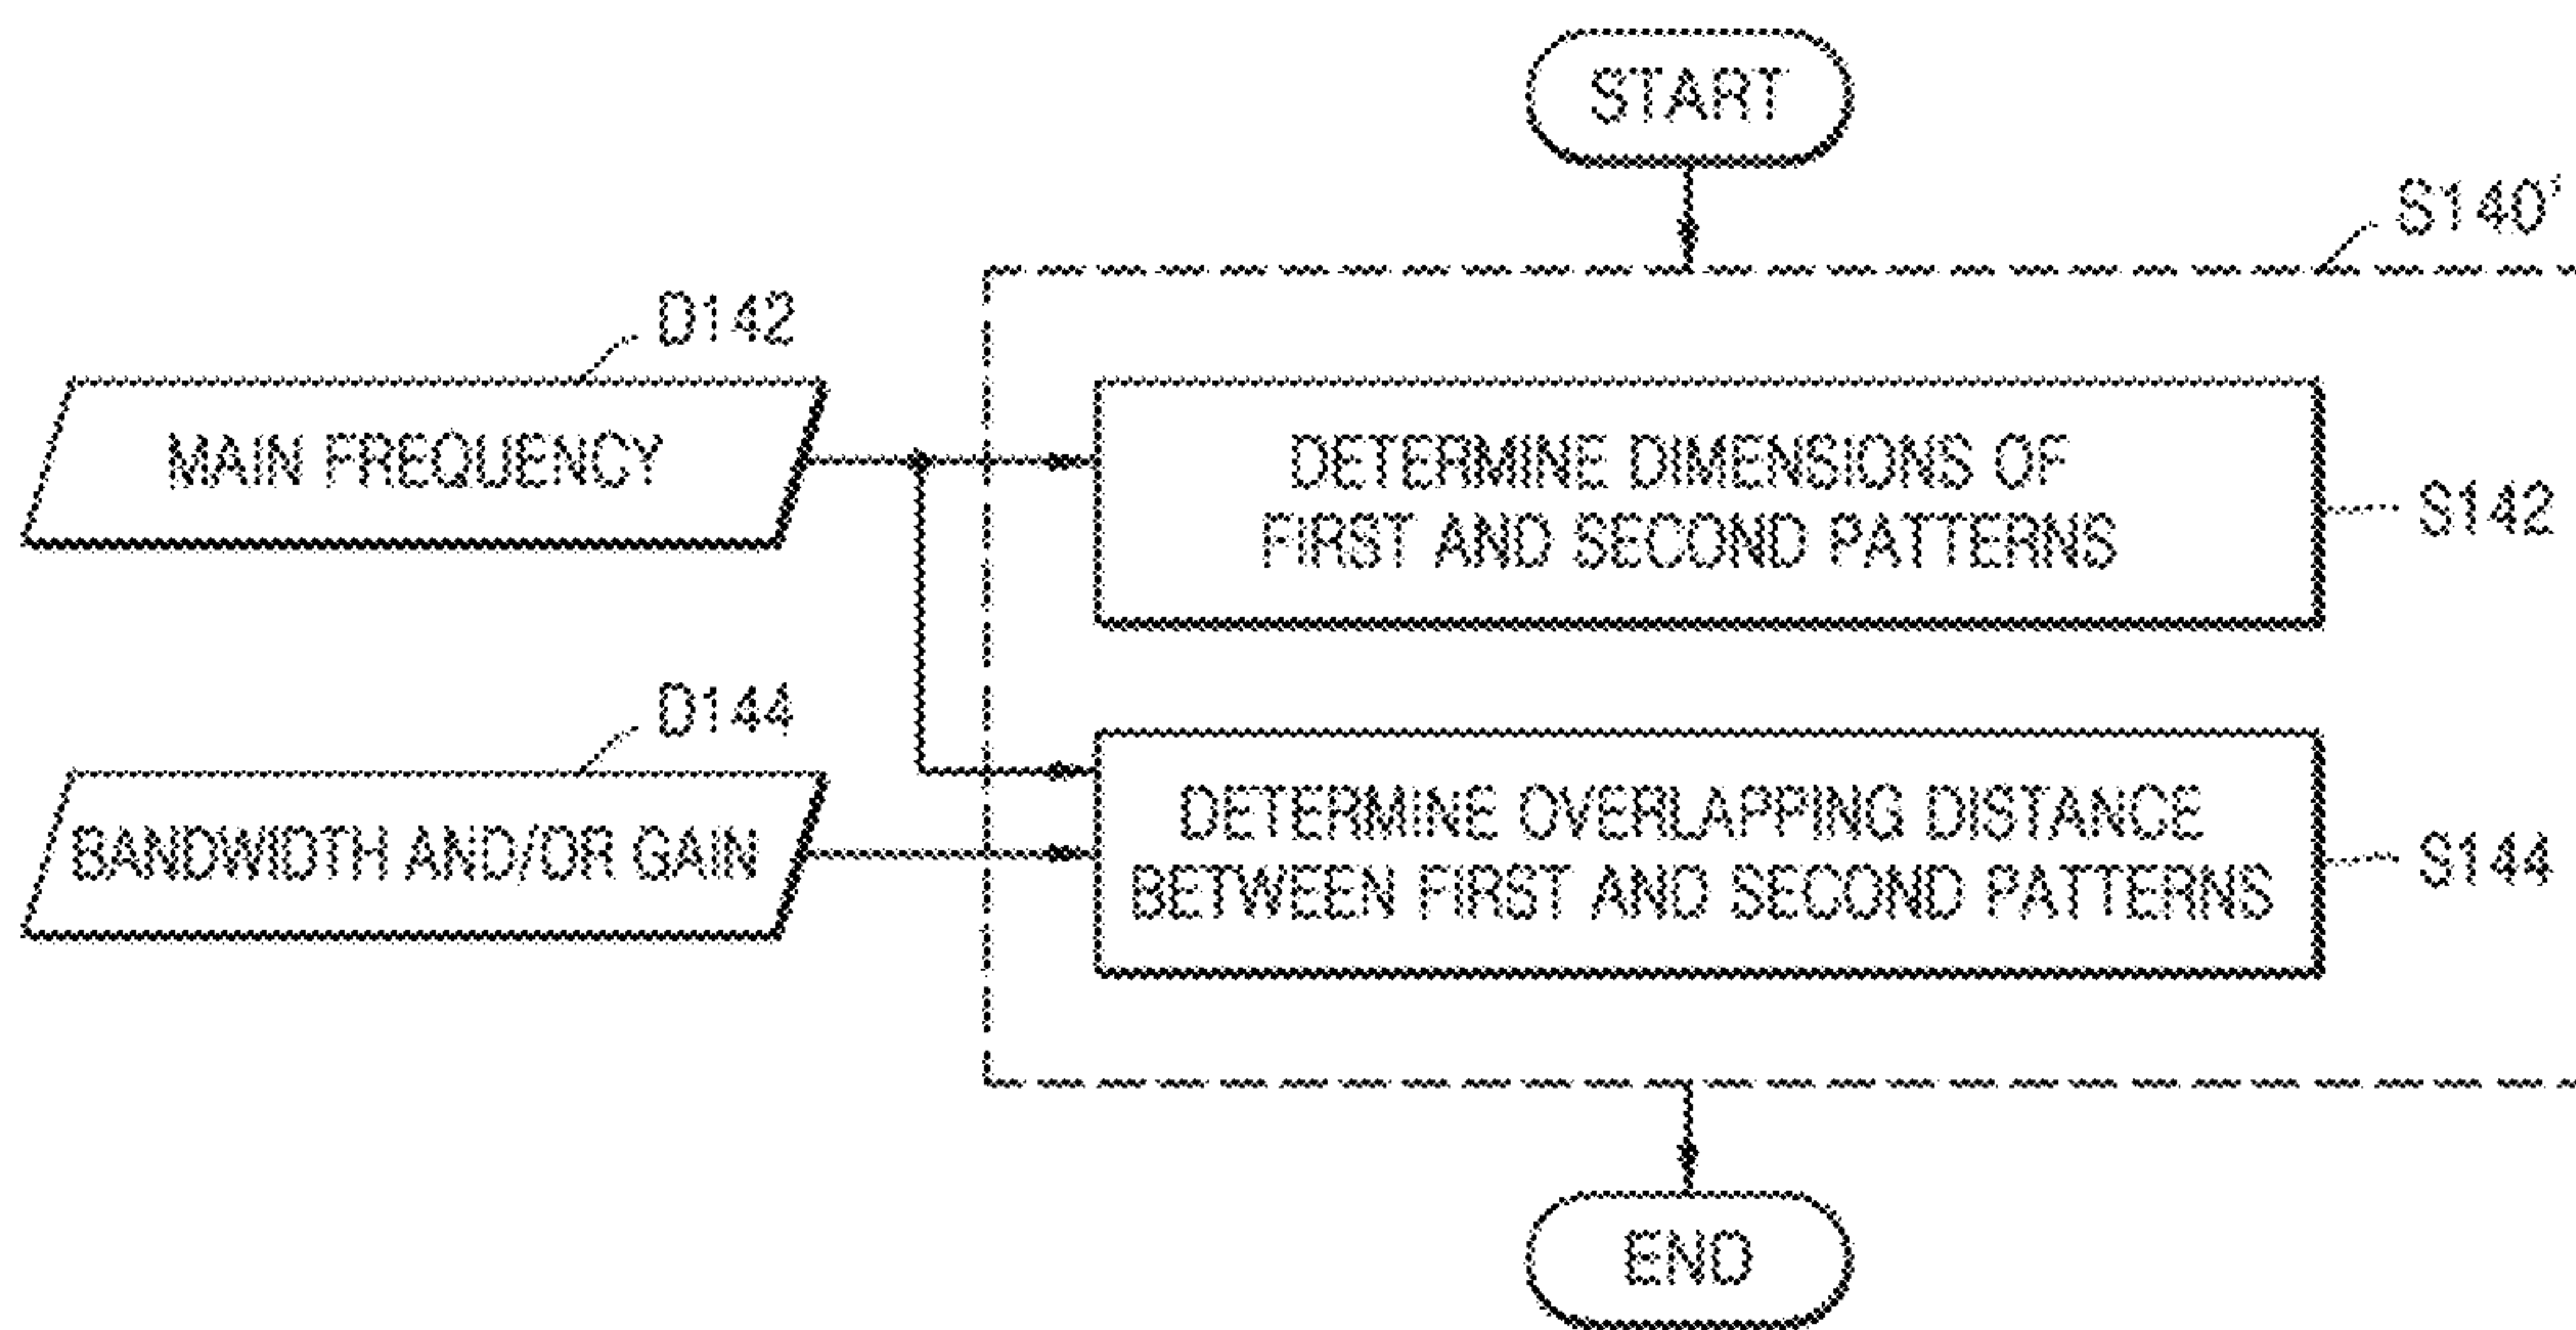 START
S140'
D142
MAIN FREQUENCY
DETERMINE DIMENSIONS OF
FIRST AND SECOND PATTERNS
S142
D144
BANDWIDTH AND/OR GAIN
DETERMINE OVERLAPPING DISTANCE
BETWEEN FIRST AND SECOND PATTERNS
S144
END